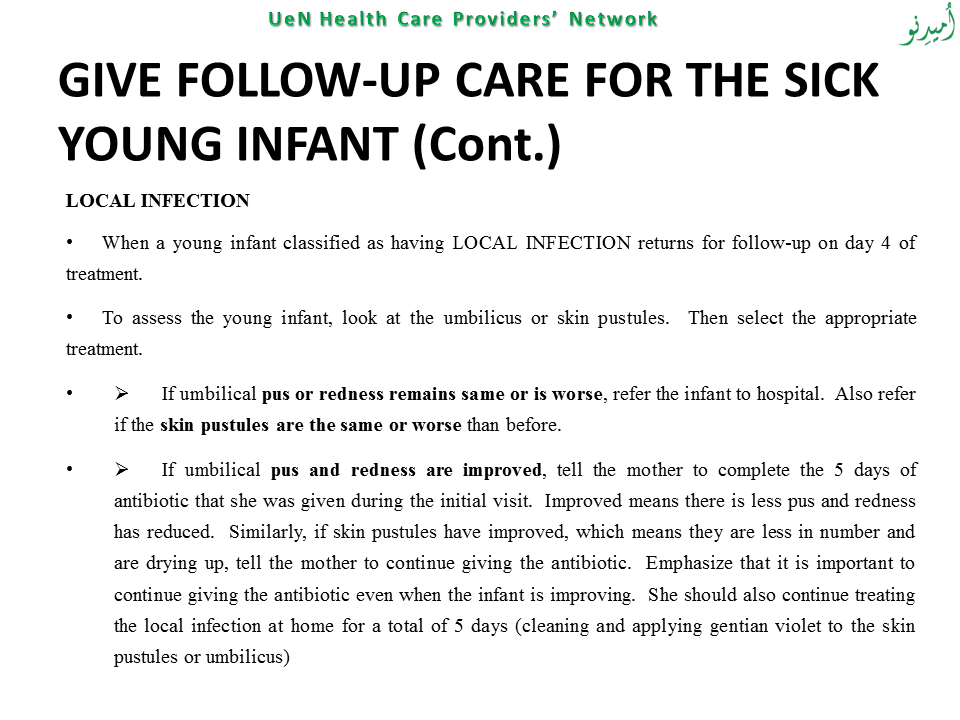 UeN Health Care Providers’ Network
اُمیدِنو
GIVE FOLLOW-UP CARE FOR THE SICK
YOUNG INFANT (Cont.)
LOCAL INFECTION
• When a young infant classified as having LOCAL INFECTION returns for follow-up on day 4 of
treatment.
• To assess the young infant, look at the umbilicus or skin pustules. Then select the appropriate
treatment.
• ➢ If umbilical pus or redness remains same or is worse, refer the infant to hospital. Also refer
if the skin pustules are the same or worse than before.
• ➢ If umbilical pus and redness are improved, tell the mother to complete the 5 days of
antibiotic that she was given during the initial visit. Improved means there is less pus and redness
has reduced. Similarly, if skin pustules have improved, which means they are less in number and
are drying up, tell the mother to continue giving the antibiotic. Emphasize that it is important to
continue giving the antibiotic even when the infant is improving. She should also continue treating
the local infection at home for a total of 5 days (cleaning and applying gentian violet to the skin
pustules or umbilicus)